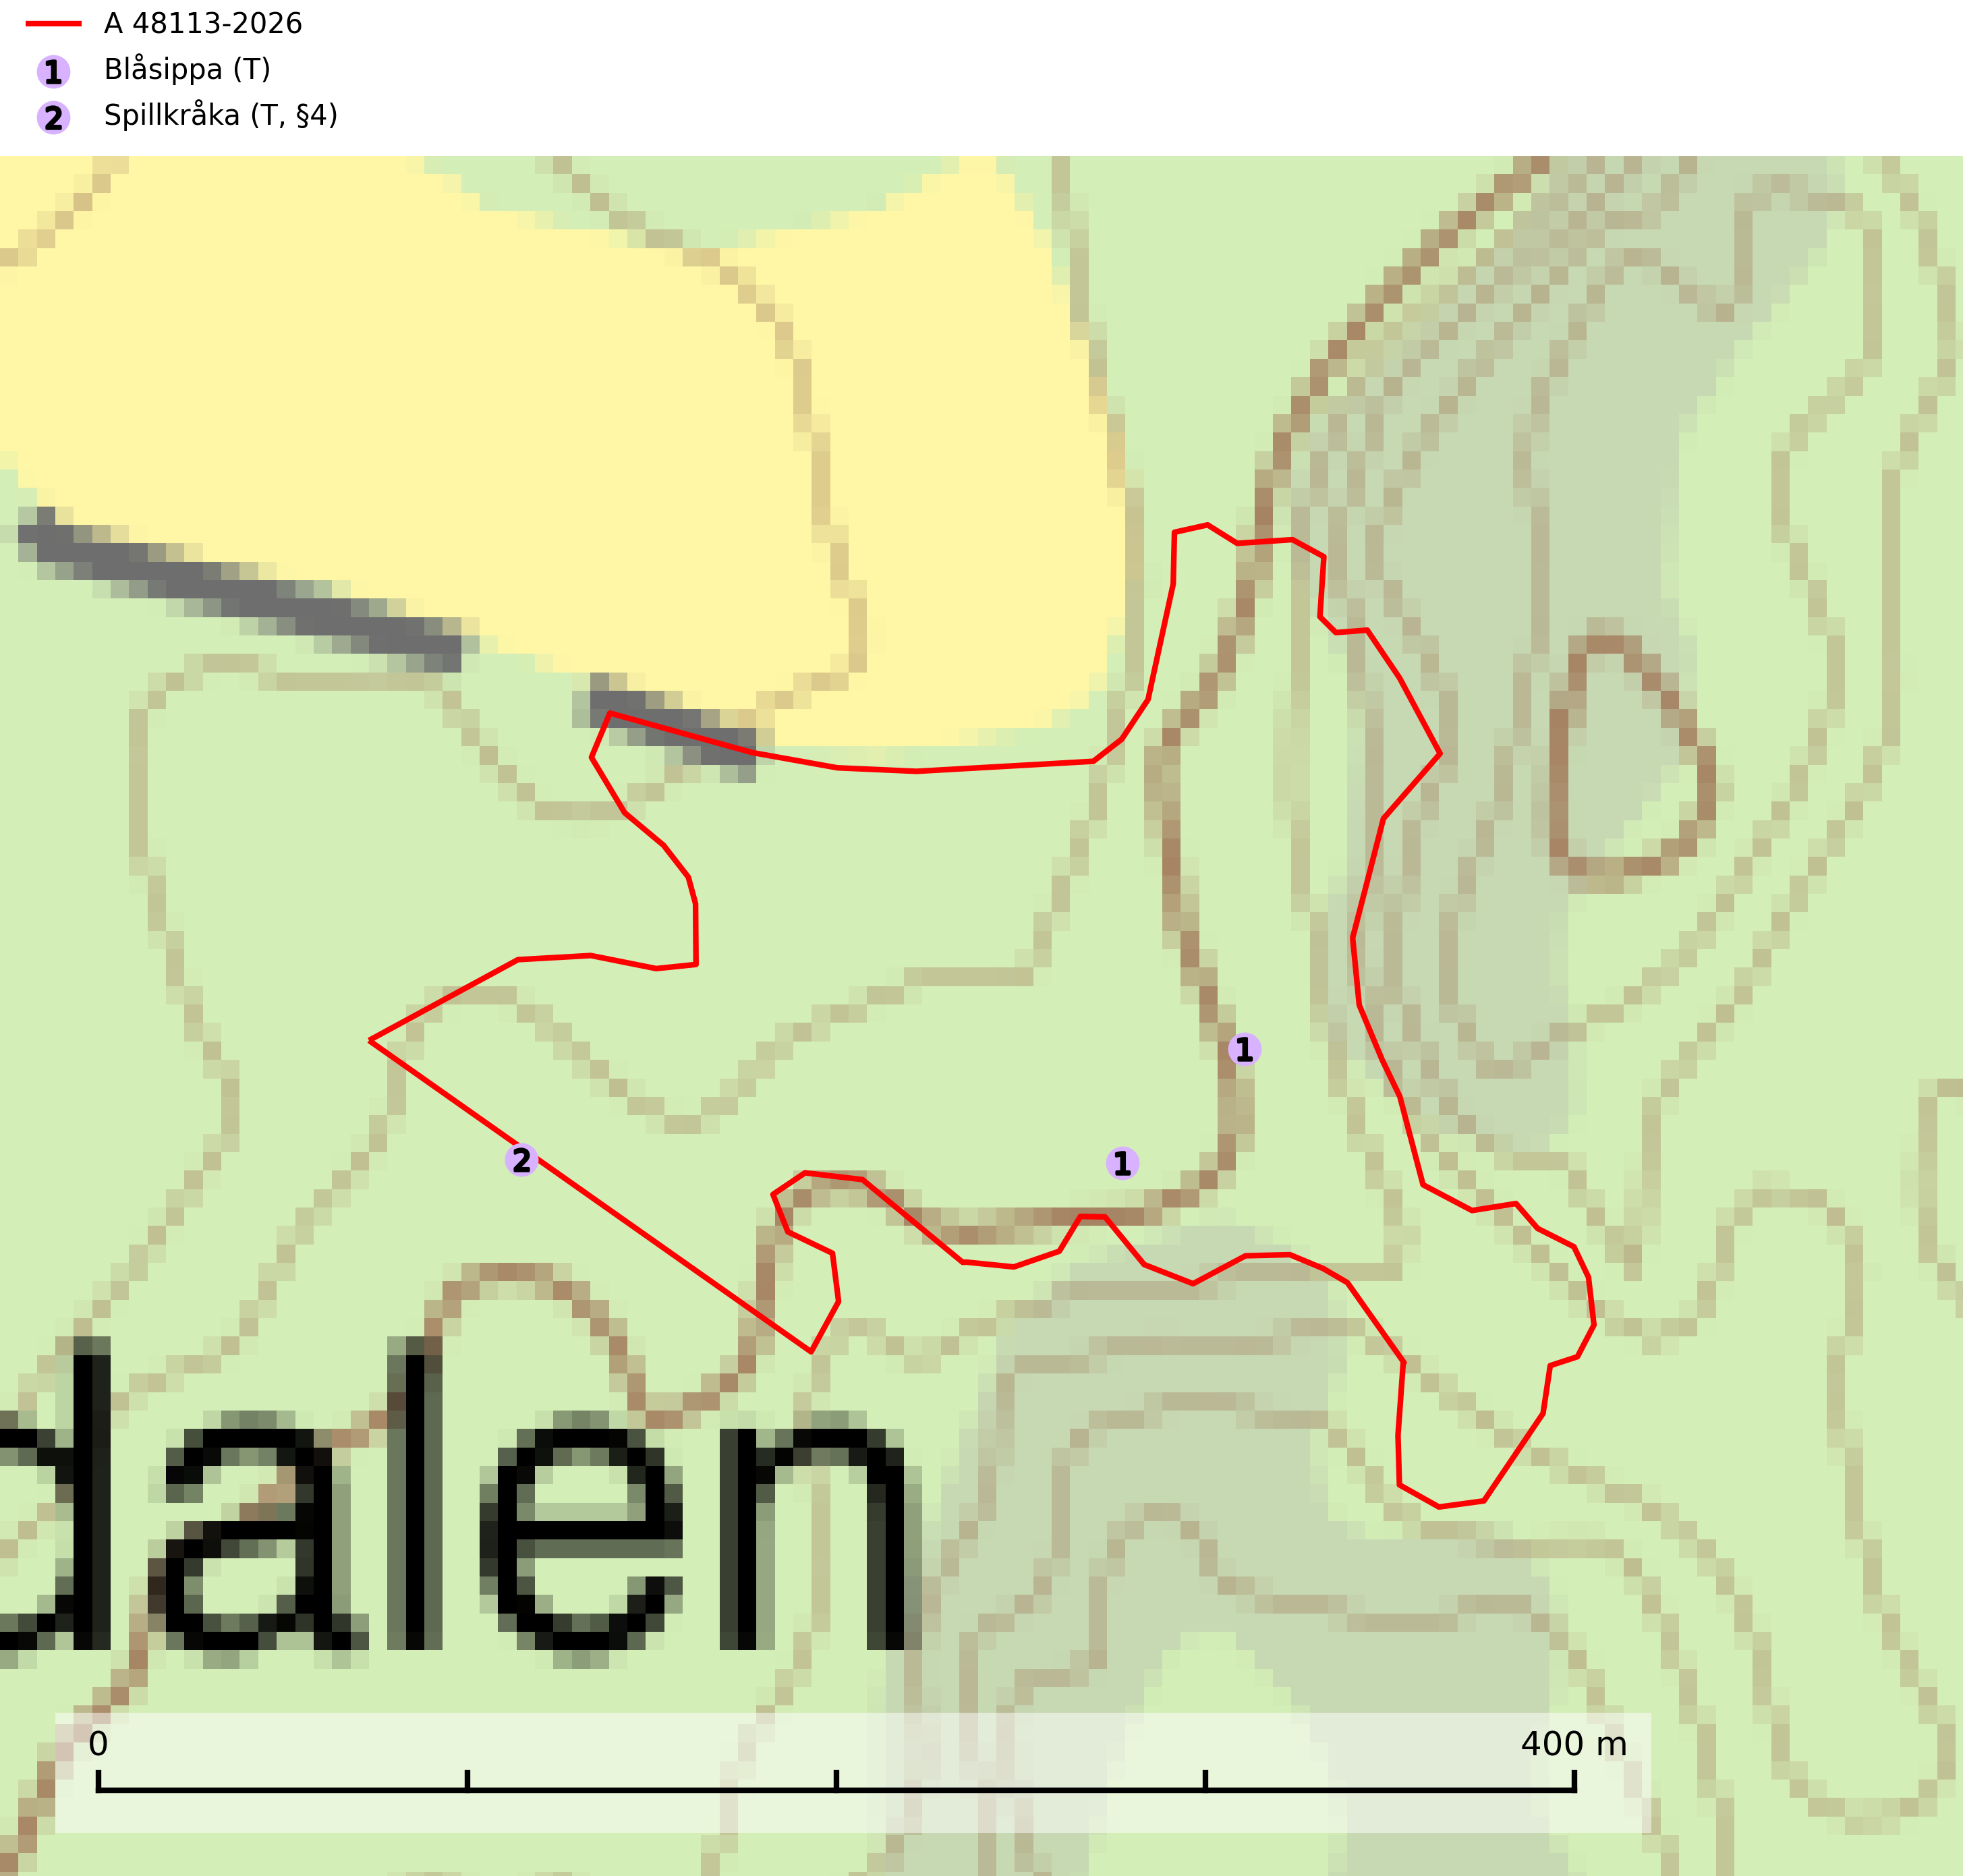 A 48113-2026
1 Blåsippa (T)
2 Spillkråka (T, §4)
1
1
2
dalen
0 400 m